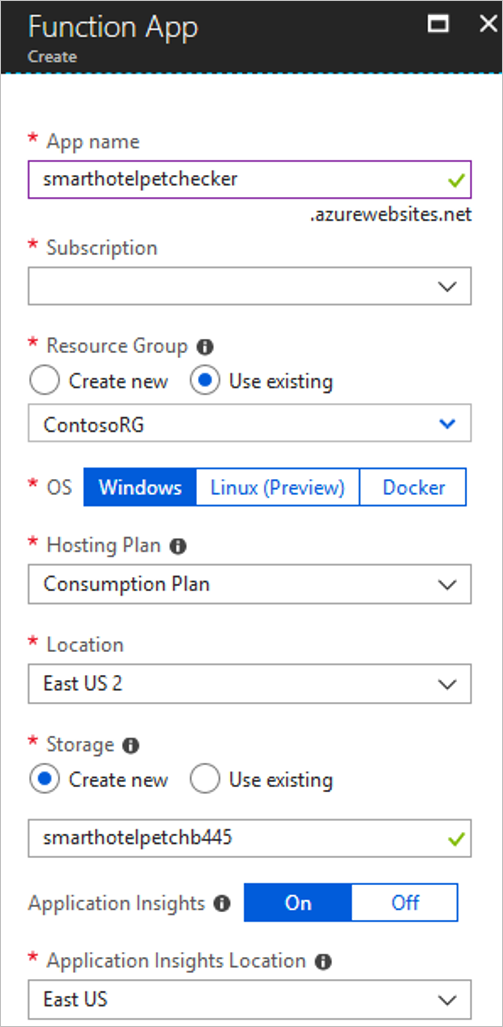 Function App
Create
* App name
smarthotelpetchecker
.azurewebsites.net
* Subscription
* Resource Group
Create new Use existing
ContosoRG
* OS Windows Linux (Preview) Docker
* Hosting Plan
Consumption Plan
* Location
East US 2
* Storage
Create new Use existing
smarthotelpetchb445
Application Insights On Off
* Application Insights Location
East US